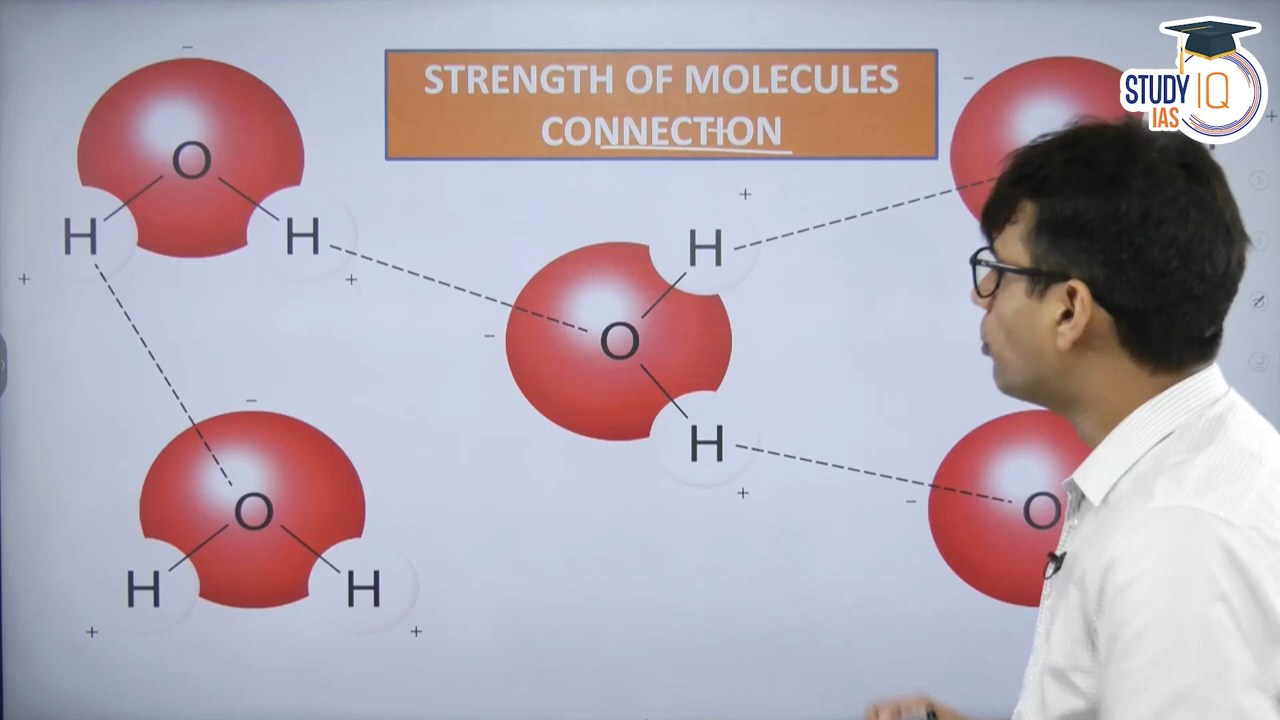 STRENGTH OF MOLECULES
CONNECTION
STUDY IQ
IAS
−
−
+
O
H
H
H
+
+
+
−
O
−
H
+
−
O
O
H
H
+
+